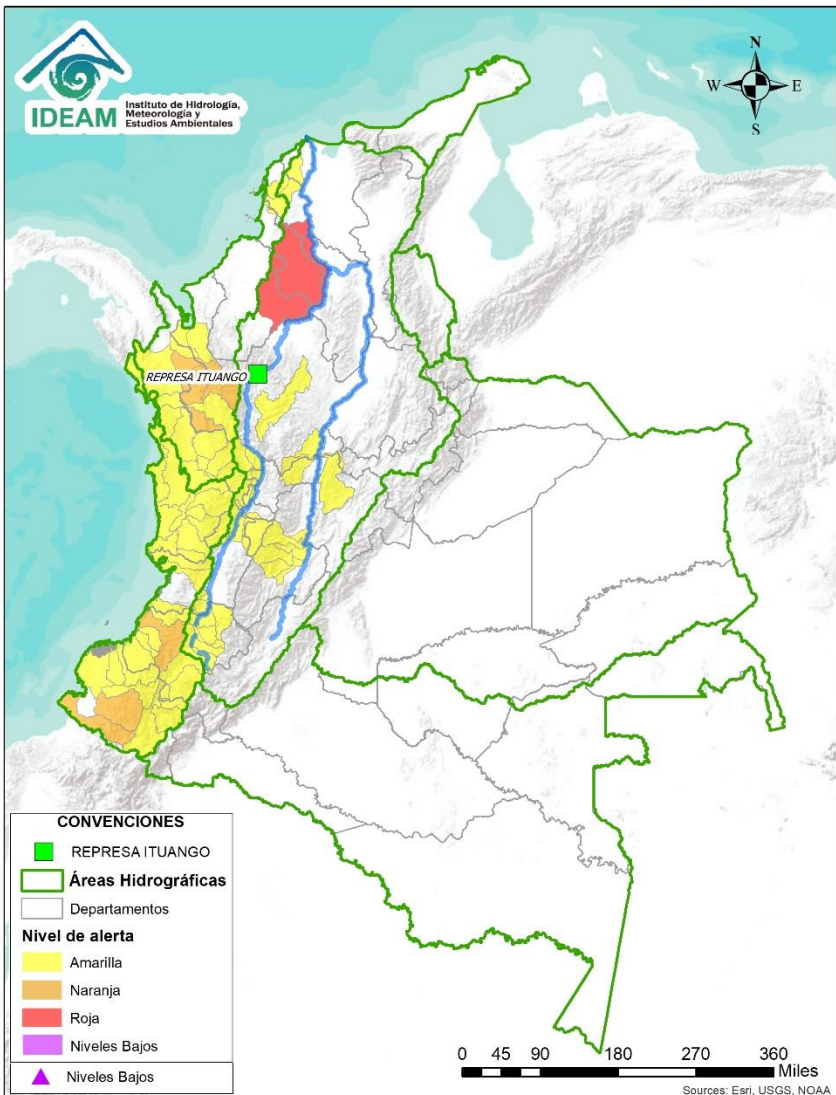 IDEAM
Instituto de Hidrología,
Meteorología y
Estudios Ambientales
N
W E
S
REPRESA ITUANGO
CONVENCIONES
REPRESA ITUANGO
Áreas Hidrográficas
Departamentos
Nivel de alerta
Amarilla
Naranja
Roja
Niveles Bajos
Niveles Bajos
0 45 90 180 270 360
Miles
Sources: Esri, USGS, NOAA